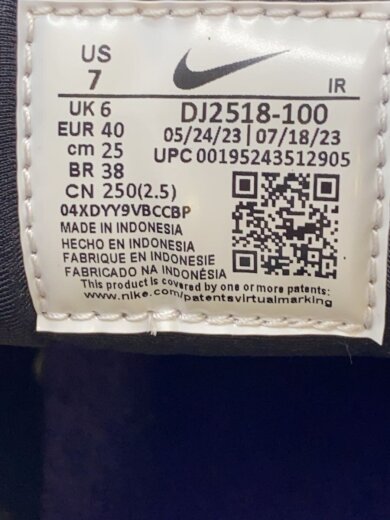 US
7
IR
UK 6
DJ2518-100
EUR 40
05/24/23 | 07/18/23
cm 25
UPC 00195243512905
BR 38
CN 250(2.5)
04XDYY9VBCCBP
MADE IN INDONESIA
HECHO EN INDONESIA
FABRIQUE EN INDONESIE
FABRICADO NA INDONÉSIA
This product is covered by one or more patents:
www.nike.com/patentsvirtualmarking